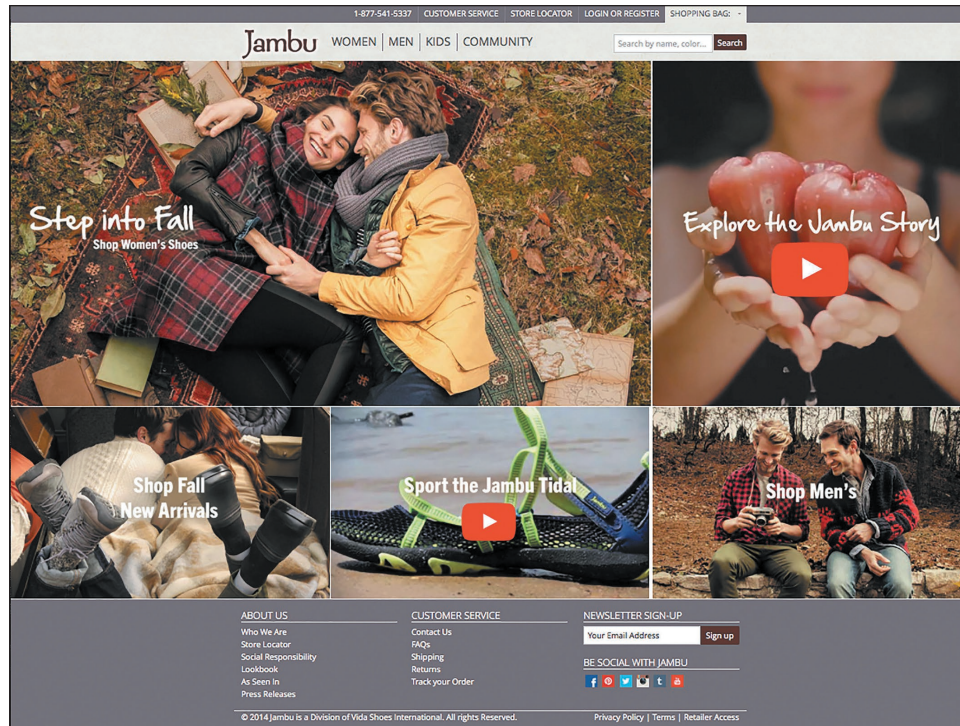 1-877-541-5337 CUSTOMER SERVICE STORE LOCATOR LOGIN OR REGISTER SHOPPING BAG: -
Jambu WOMEN MEN KIDS COMMUNITY Search by name, color... Search
Step into Fall
Shop Women's Shoes
Explore the Jambu Story
Shop Fall
New Arrivals
Sport the Jambu Tidal
Shop Men's
ABOUT US
Who We Are
Store Locator
Social Responsibility
Lookbook
As Seen In
Press Releases
CUSTOMER SERVICE
Contact Us
FAQs
Shipping
Returns
Track your Order
NEWSLETTER SIGN-UP
Your Email Address Sign up
BE SOCIAL WITH JAMBU
© 2014 Jambu is a Division of Vida Shoes International. All rights Reserved. Privacy Policy | Terms | Retailer Access